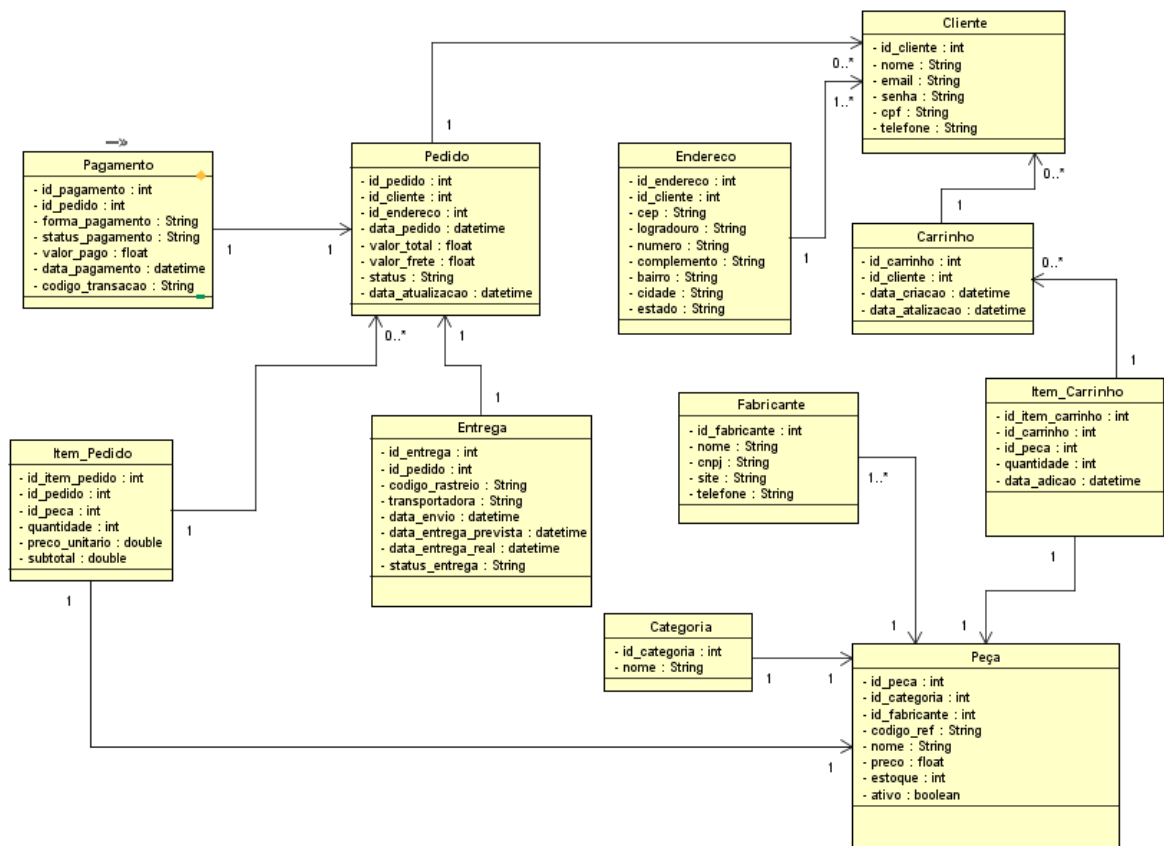 Cliente
- id_cliente : int
- nome : String
- email : String
- senha : String
- cpf : String
- telefone : String
0..*
1..*
1
Pagamento
- id_pagamento : int
- id_pedido : int
- forma_pagamento : String
- status_pagamento : String
- valor_pago : float
- data_pagamento : datetime
- codigo_transacao : String
1
1
Pedido
- id_pedido : int
- id_cliente : int
- id_endereco : int
- data_pedido : datetime
- valor_total : float
- valor_frete : float
- status : String
- data_atualizacao : datetime
Endereco
- id_endereco : int
- id_cliente : int
- cep : String
- logradouro : String
- numero : String
- complemento : String
- bairro : String
- cidade : String
- estado : String
1
0..*
1
Carrinho
- id_carrinho : int
- id_cliente : int
- data_criacao : datetime
- data_atalizacao : datetime
0..*
1
0..*
1
1
Item_Pedido
- id_item_pedido : int
- id_pedido : int
- id_peca : int
- quantidade : int
- preco_unitario : double
- subtotal : double
1
1
Entrega
- id_entrega : int
- id_pedido : int
- codigo_rastreio : String
- transportadora : String
- data_envio : datetime
- data_entrega_prevista : datetime
- data_entrega_real : datetime
- status_entrega : String
Fabricante
- id_fabricante : int
- nome : String
- cnpj : String
- site : String
- telefone : String
1..*
Item_Carrinho
- id_item_carrinho : int
- id_carrinho : int
- id_peca : int
- quantidade : int
- data_adicao : datetime
1
1
1
Categoria
- id_categoria : int
- nome : String
1
1
1
Peça
- id_peca : int
- id_categoria : int
- id_fabricante : int
- codigo_ref : String
- nome : String
- preco : float
- estoque : int
- ativo : boolean